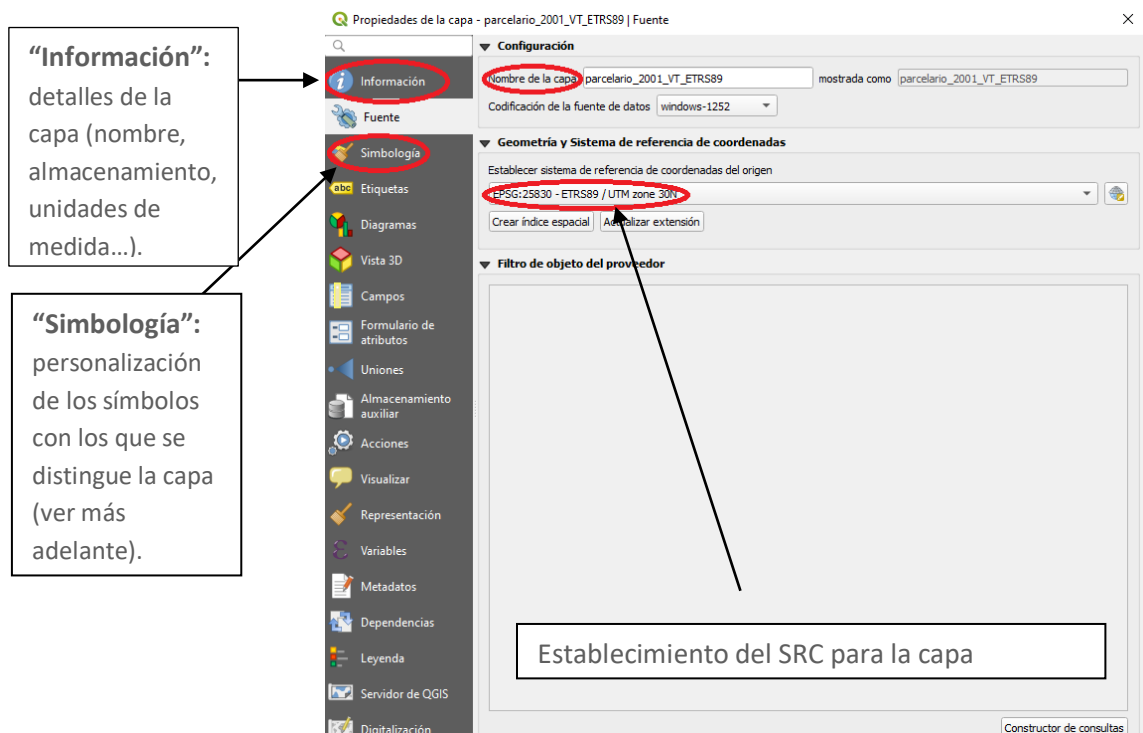 Propiedades de la capa - parcelario_2001_VT_ETRS89 | Fuente
“Información”:
detalles de la
capa (nombre,
almacenamiento,
unidades de
medida…).
“Simbología”:
personalización
de los símbolos
con los que se
distingue la capa
(ver más
adelante).
Información
Fuente
Simbología
abc Etiquetas
Diagramas
Vista 3D
Campos
Formulario de
atributos
Uniones
Almacenamiento
auxiliar
Acciones
Visualizar
Representación
Variables
Metadatos
Dependencias
Leyenda
Servidor de QGIS
Digitalización
Configuración
Nombre de la capa parcelario_2001_VT_ETRS89 mostrada como parcelario_2001_VT_ETRS89
Codificación de la fuente de datos windows-1252
Geometría y Sistema de referencia de coordenadas
Establecer sistema de referencia de coordenadas del origen
EPSG:25830 - ETRS89 / UTM zone 30N
Crear índice espacial Actualizar extensión
Filtro de objeto del proveedor
Establecimiento del SRC para la capa
Constructor de consultas